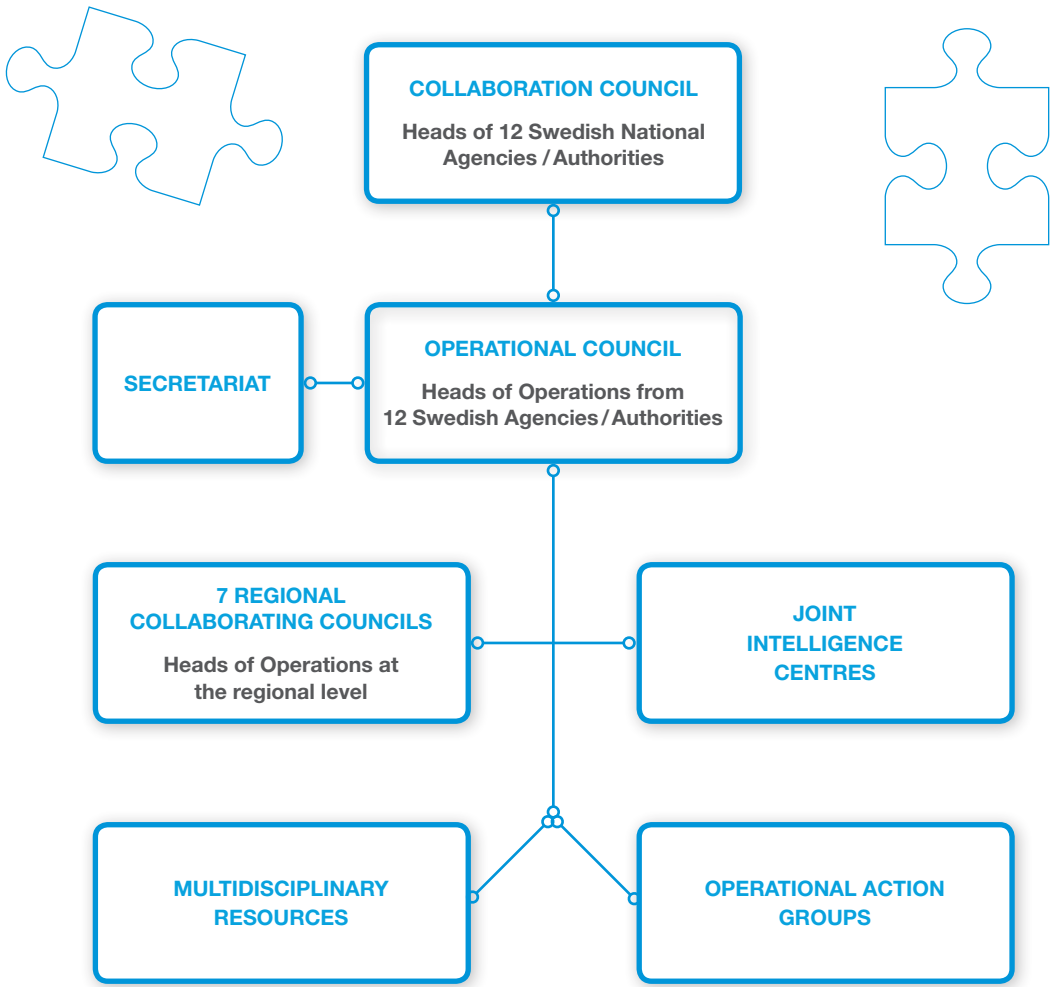 COLLABORATION COUNCIL
Heads of 12 Swedish National
Agencies / Authorities
SECRETARIAT
OPERATIONAL COUNCIL
Heads of Operations from
12 Swedish Agencies / Authorities
7 REGIONAL
COLLABORATING COUNCILS
Heads of Operations at
the regional level
JOINT
INTELLIGENCE
CENTRES
MULTIDISCIPLINARY
RESOURCES
OPERATIONAL ACTION
GROUPS